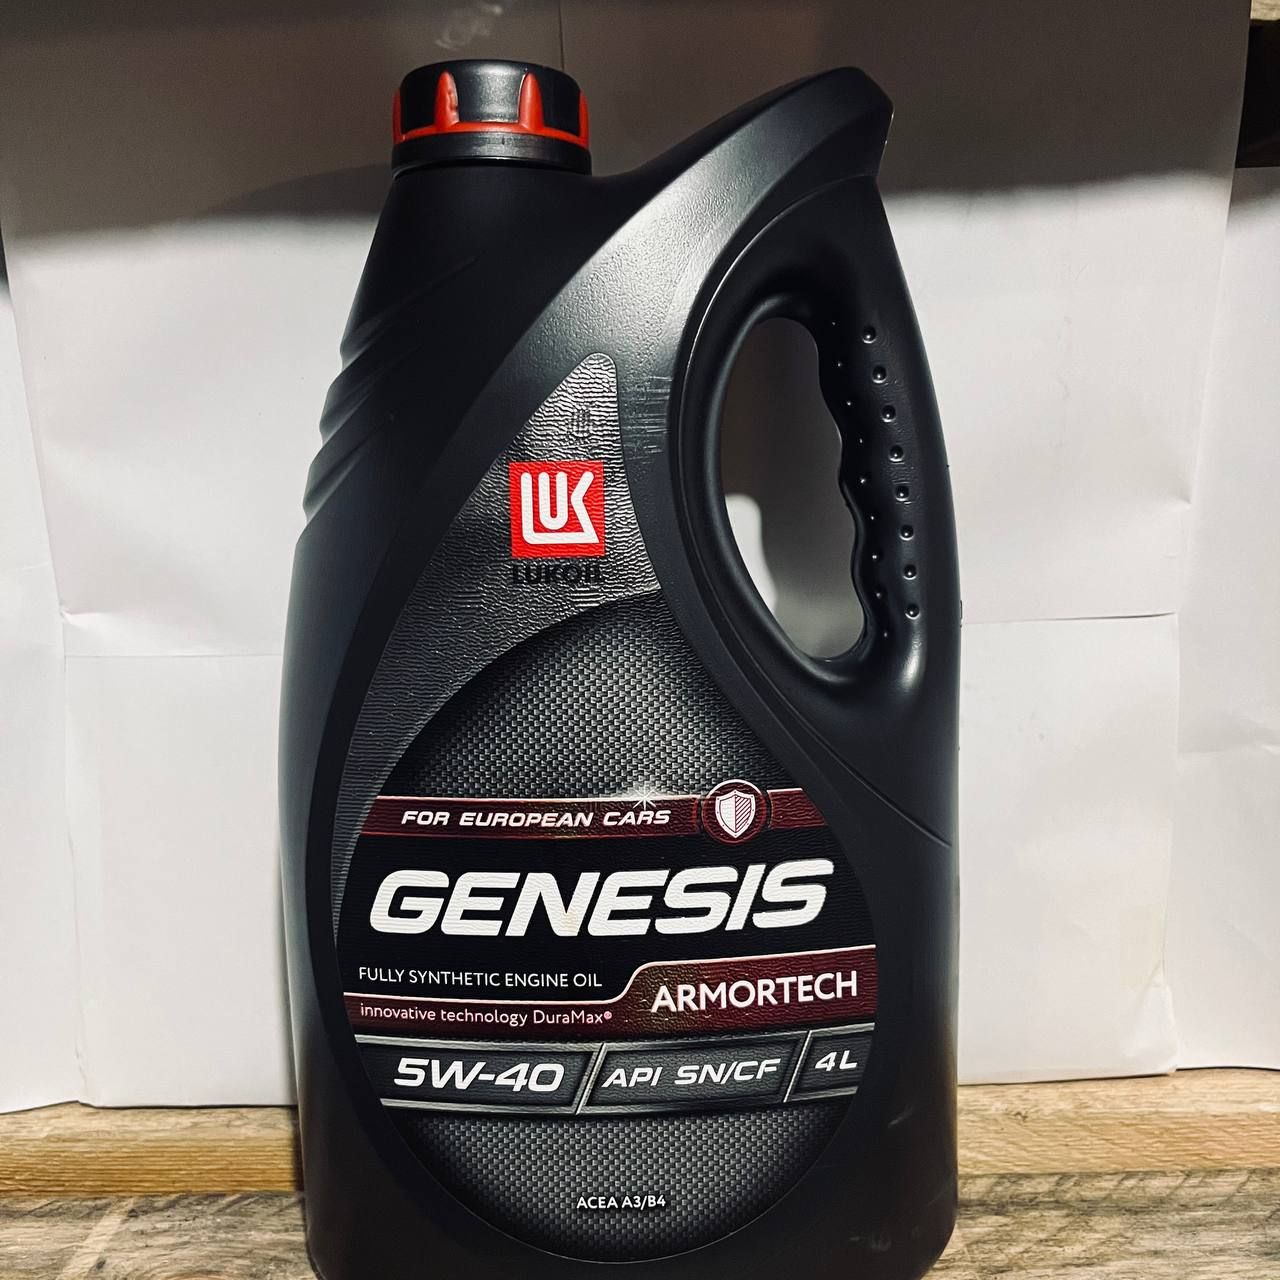 LUK
LUKOIL
FOR EUROPEAN CARS
GENESIS
FULLY SYNTHETIC ENGINE OIL
ARMORTECH
innovative technology DuraMax®
5W-40 API SN/CF 4L
ACEA A3/B4